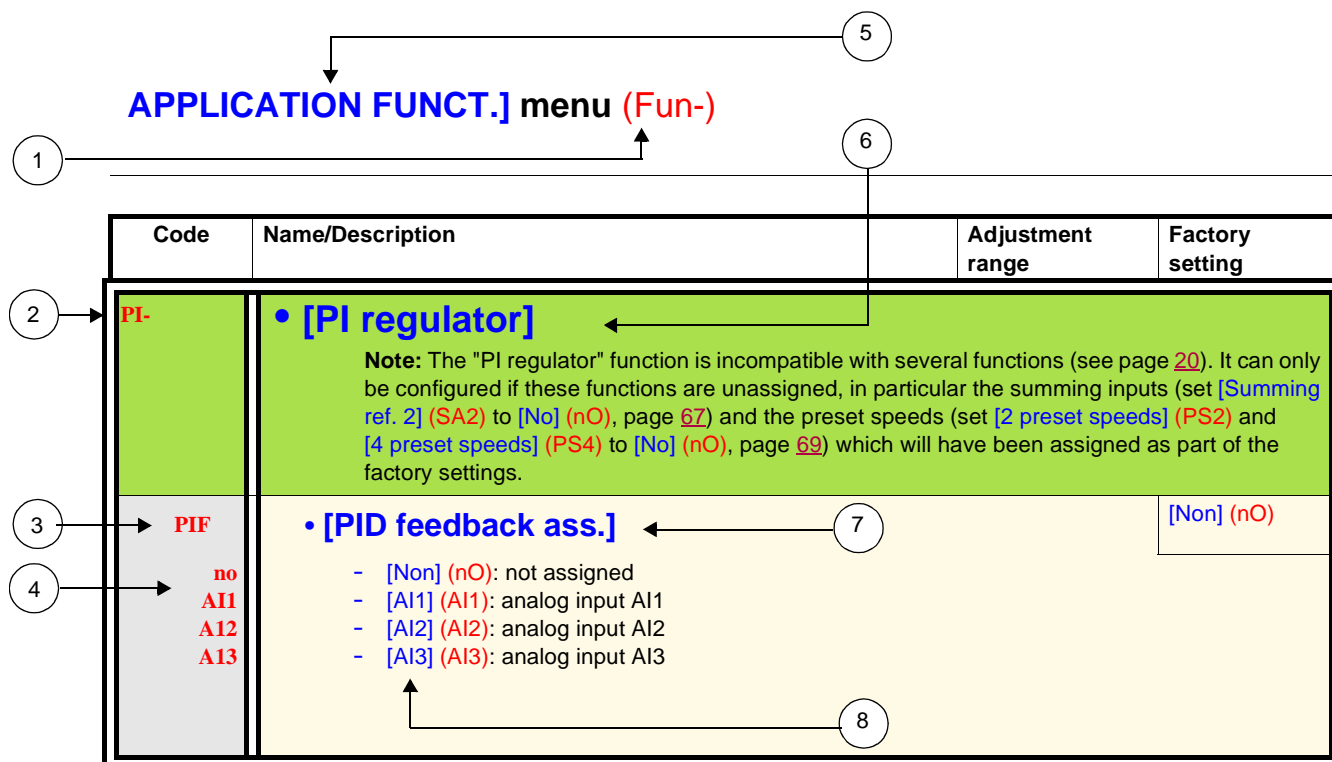 5
APPLICATION FUNCT.] menu (Fun-)
1
6
Code Name/Description Adjustment range Factory setting
2
PI- • [PI regulator]
Note: The "PI regulator" function is incompatible with several functions (see page 20). It can only
be configured if these functions are unassigned, in particular the summing inputs (set [Summing
ref. 2] (SA2) to [No] (nO), page 67) and the preset speeds (set [2 preset speeds] (PS2) and
[4 preset speeds] (PS4) to [No] (nO), page 69) which will have been assigned as part of the
factory settings.
3 PIF • [PID feedback ass.] 7 [Non] (nO)
4
no - [Non] (nO): not assigned
AI1 - [AI1] (AI1): analog input AI1
A12 - [AI2] (AI2): analog input AI2
A13 - [AI3] (AI3): analog input AI3
8